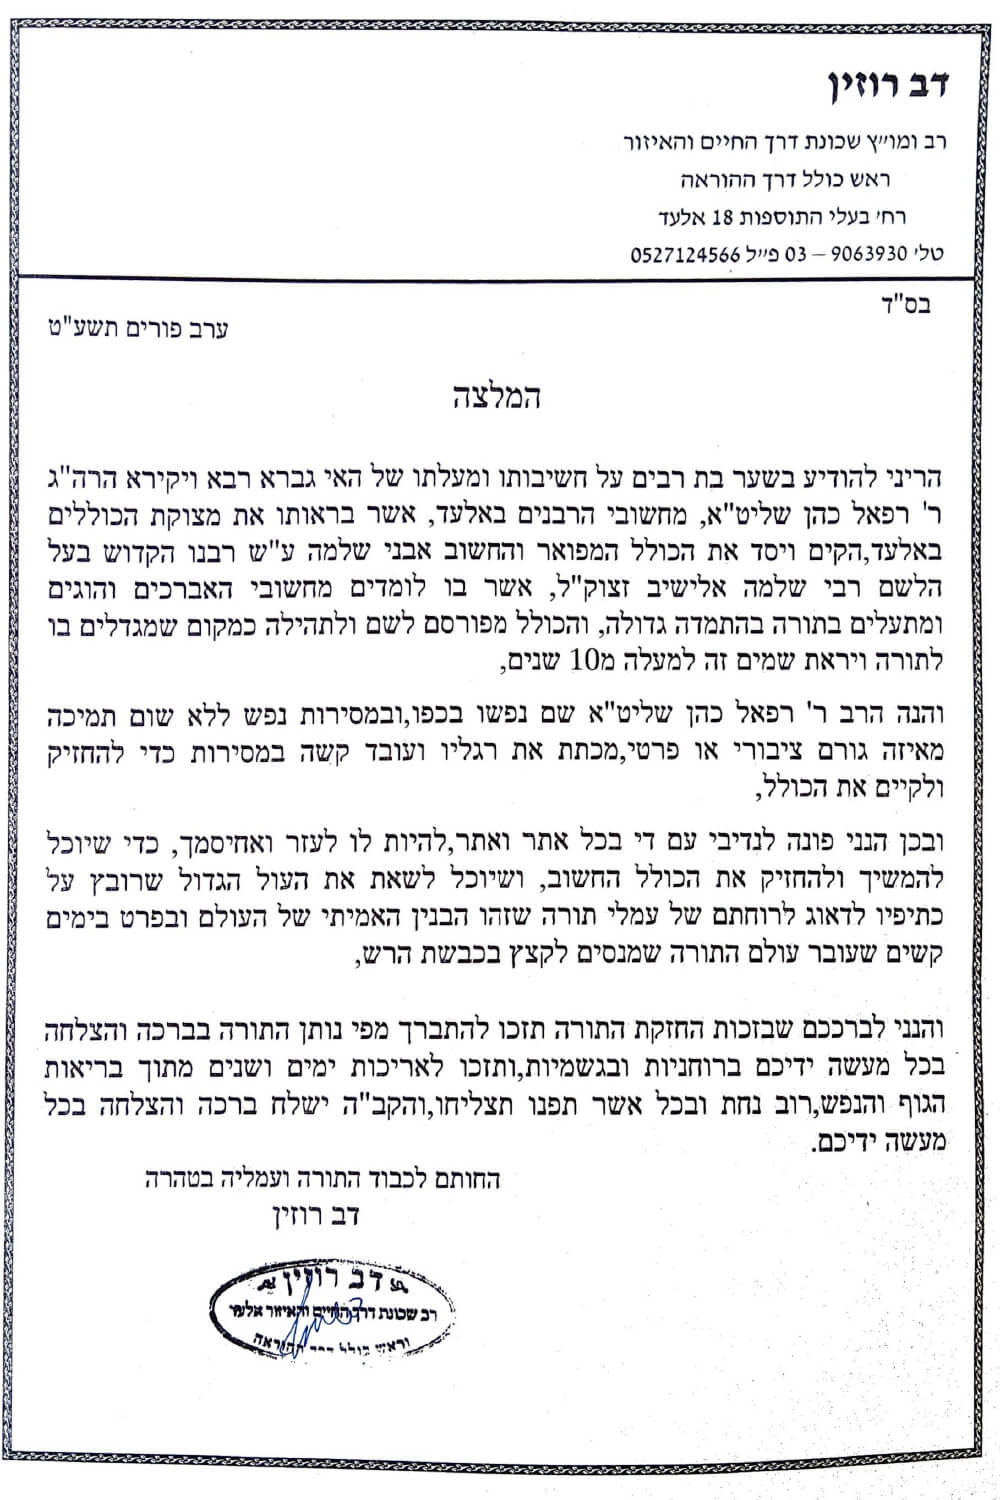 דב רוזין
רב ומו״ץ שכונת דרך החיים והאיזור
ראש כולל דרך ההוראה
רח׳ בעלי התוספות 18 אלעד
טל׳ 9063930 – 03 פ״ל 0527124566
בס"ד
ערב פורים תשע"ט
המלצה
הריני להודיע בשער בת רבים על חשיבותו ומעלתו של האי גברא רבא ויקירא הרה"ג
ר' רפאל כהן שליט"א, מחשובי הרבנים באלעד, אשר בראותו את מצוקת הכוללים
באלעד,הקים ויסד את הכולל המפואר והחשוב אבני שלמה ע"ש רבנו הקדוש בעל
הלשם רבי שלמה אלישיב זצוק"ל, אשר בו לומדים מחשובי האברכים והוגים
ומתעלים בתורה בהתמדה גדולה, והכולל מפורסם לשם ולתהילה כמקום שמגדלים בו
לתורה ויראת שמים זה למעלה מ10 שנים,
והנה הרב ר' רפאל כהן שליט"א שם נפשו בכפו,ובמסירות נפש ללא שום תמיכה
מאיזה גורם ציבורי או פרטי,מכתת את רגליו ועובד קשה במסירות כדי להחזיק
ולקיים את הכולל,
ובכן הנני פונה לנדיבי עם די בכל אתר ואתר,להיות לו לעזר ואחיסמך, כדי שיוכל
להמשיך ולהחזיק את הכולל החשוב, ושיוכל לשאת את העול הגדול שרובץ על
כתיפיו לדאוג לרוחתם של עמלי תורה שזהו הבנין האמיתי של העולם ובפרט בימים
קשים שעובר עולם התורה שמנסים לקצץ בכבשת הרש,
והנני לברככם שבזכות החזקת התורה תזכו להתברך מפי נותן התורה בברכה והצלחה
בכל מעשה ידיכם ברוחניות ובגשמיות,ותזכו לאריכות ימים ושנים מתוך בריאות
הגוף והנפש,רוב נחת ובכל אשר תפנו תצליחו,והקב"ה ישלח ברכה והצלחה בכל
מעשה ידיכם.
החותם לכבוד התורה ועמליה בטהרה
דב רוזין
דב רוזין
רב שכונת דרך החיים והאיזור אלעד
וראש כולל דרך ההוראה